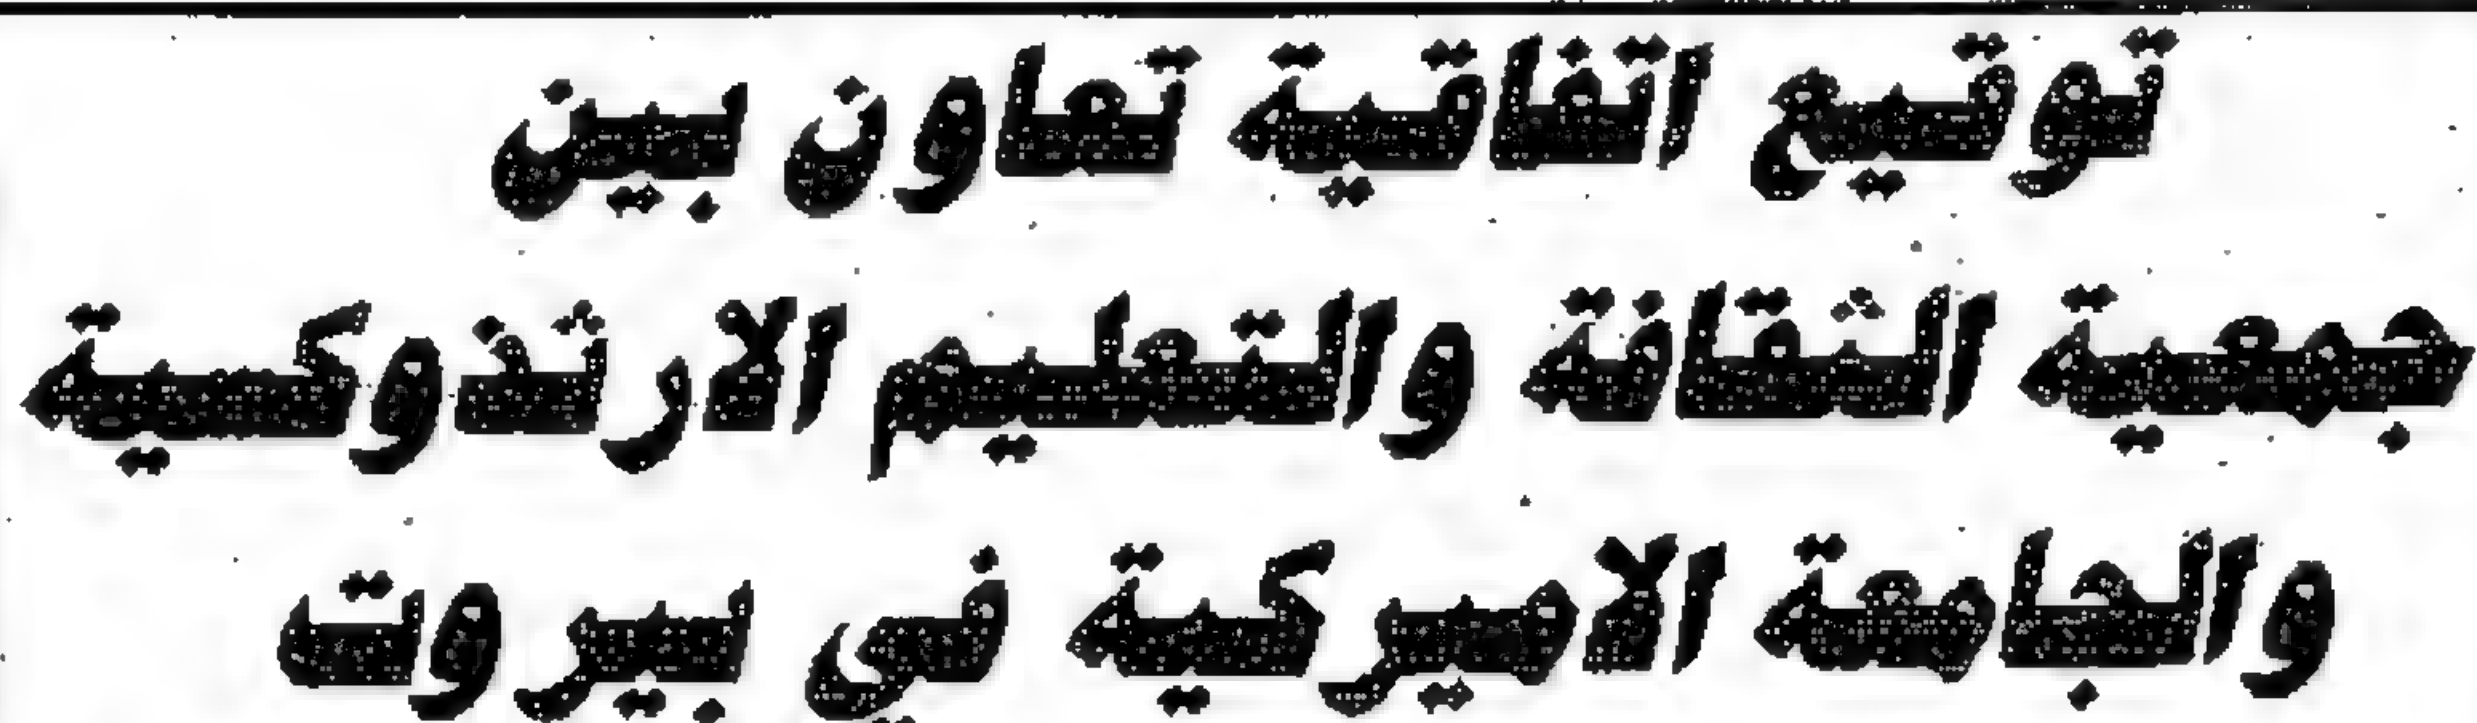 توقيع اتفاقية تعاون بين
جمعية الثقافة والتعليم الارثذوكسية
والجامعة الاميركية في بيروت